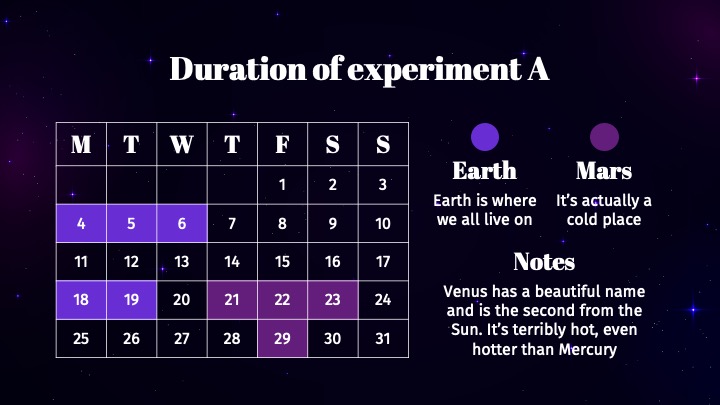 Duration of experiment A
M T W T F S S
1 2 3
4 5 6 7 8 9 10
11 12 13 14 15 16 17
18 19 20 21 22 23 24
25 26 27 28 29 30 31
Earth
Earth is where
we all live on
Mars
It’s actually a
cold place
Notes
Venus has a beautiful name
and is the second from the
Sun. It’s terribly hot, even
hotter than Mercury